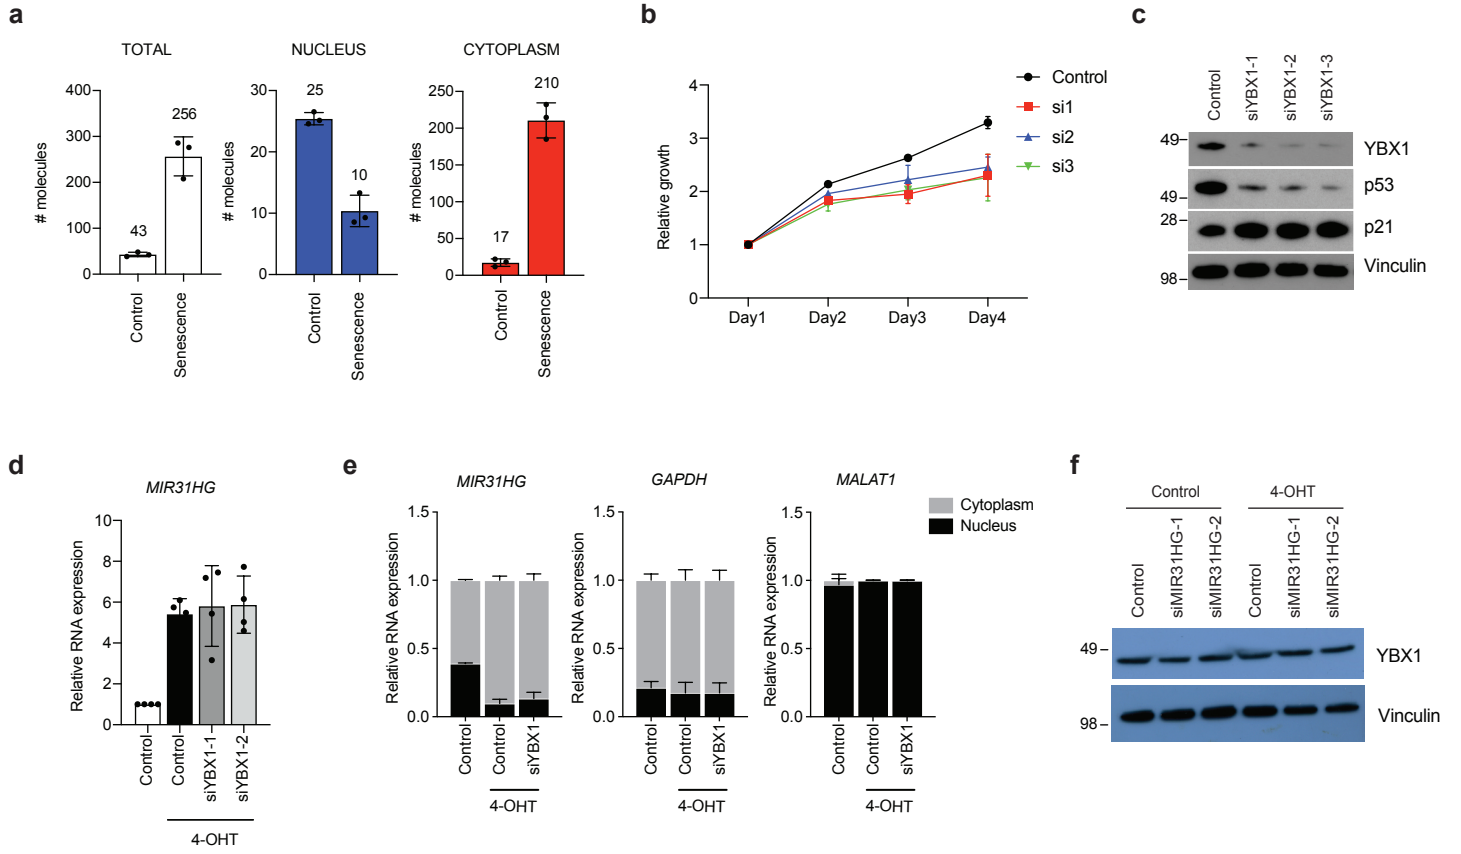 a
TOTAL
# molecules
400
300
200
100
0
43
256
Control
Senescence
NUCLEUS
# molecules
30
20
10
0
25
10
Control
Senescence
CYTOPLASM
# molecules
250
200
150
100
50
0
17
210
Control
Senescence
b
Relative growth
4
3
2
1
0
Day1 Day2 Day3 Day4
Control
si1
si2
si3
c
Control
siYBX1-1
siYBX1-2
siYBX1-3
49
YBX1
p53
49
28
p21
Vinculin
98
d
MIR31HG
Relative RNA expression
10
8
6
4
2
0
Control
Control
siYBX1-1
siYBX1-2
4-OHT
e
MIR31HG
Relative RNA expression
1.5
1.0
0.5
0.0
Control
Control
siYBX1
4-OHT
GAPDH
Relative RNA expression
1.5
1.0
0.5
0.0
Control
Control
siYBX1
4-OHT
MALAT1
Relative RNA expression
1.5
1.0
0.5
0.0
Control
Control
siYBX1
4-OHT
Cytoplasm
Nucleus
f
Control
4-OHT
Control
siMIR31HG-1
siMIR31HG-2
Control
siMIR31HG-1
siMIR31HG-2
49
YBX1
98
Vinculin